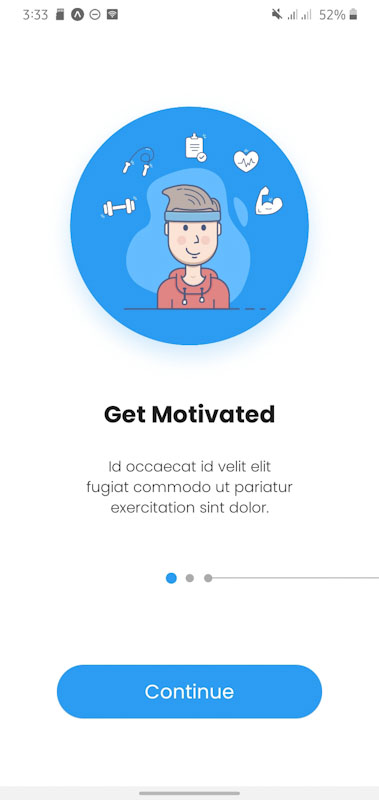 3:33
52%
Get Motivated
Id occaecat id velit elit
fugiat commodo ut pariatur
exercitation sint dolor.
Continue